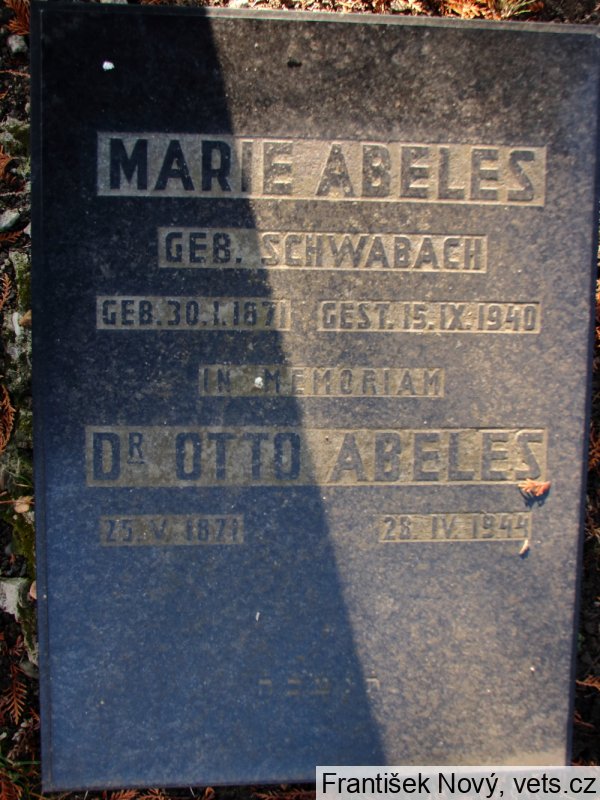 MARIE ABELES
GEB. SCHWABACH
GEB. 30. I. 1871 GEST. 15. IX. 1940
IN MEMORIAM
DR OTTO ABELES
25. V. 1871 28. IV. 1944
František Nový, vets.cz